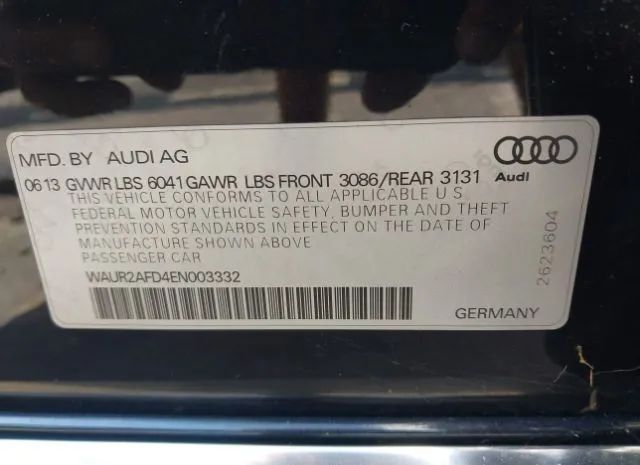 MFD. BY AUDI AG
06 13 GVWR LBS 6041 GAWR LBS FRONT 3086/REAR 3131
Audi
THIS VEHICLE CONFORMS TO ALL APPLICABLE U.S.
FEDERAL MOTOR VEHICLE SAFETY, BUMPER AND THEFT
PREVENTION STANDARDS IN EFFECT ON THE DATE OF
MANUFACTURE SHOWN ABOVE
PASSENGER CAR
WAUR2AFD4EN003332
GERMANY
2623604